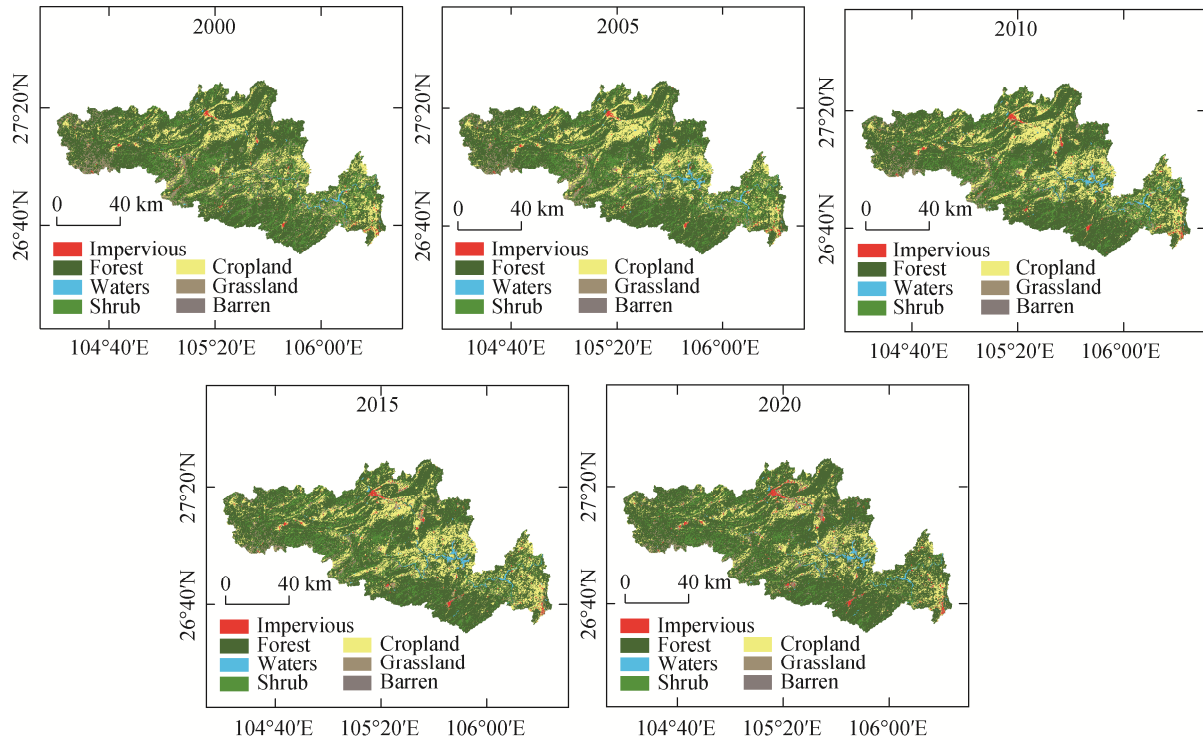 2000
27°20′N
26°40′N
0 40 km
Impervious
Forest Cropland
Waters Grassland
Shrub Barren
104°40′E 105°20′E 106°00′E
2005
27°20′N
26°40′N
0 40 km
Impervious
Forest Cropland
Waters Grassland
Shrub Barren
104°40′E 105°20′E 106°00′E
2010
27°20′N
26°40′N
0 40 km
Impervious
Forest Cropland
Waters Grassland
Shrub Barren
104°40′E 105°20′E 106°00′E
2015
27°20′N
26°40′N
0 40 km
Impervious
Forest Cropland
Waters Grassland
Shrub Barren
104°40′E 105°20′E 106°00′E
2020
27°20′N
26°40′N
0 40 km
Impervious
Forest Cropland
Waters Grassland
Shrub Barren
104°40′E 105°20′E 106°00′E